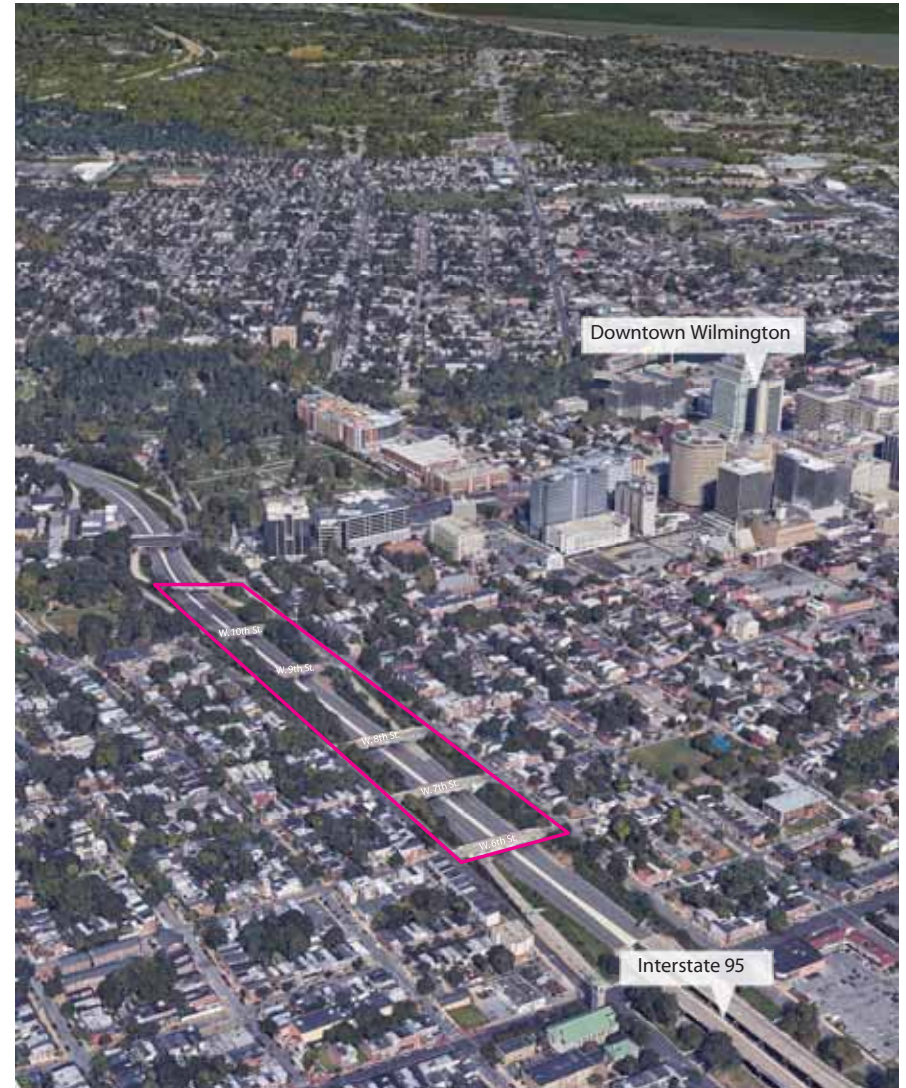 Downtown Wilmington
W. 10th St.
W. 9th St.
W. 8th St.
W. 7th St.
W. 6th St.
Interstate 95